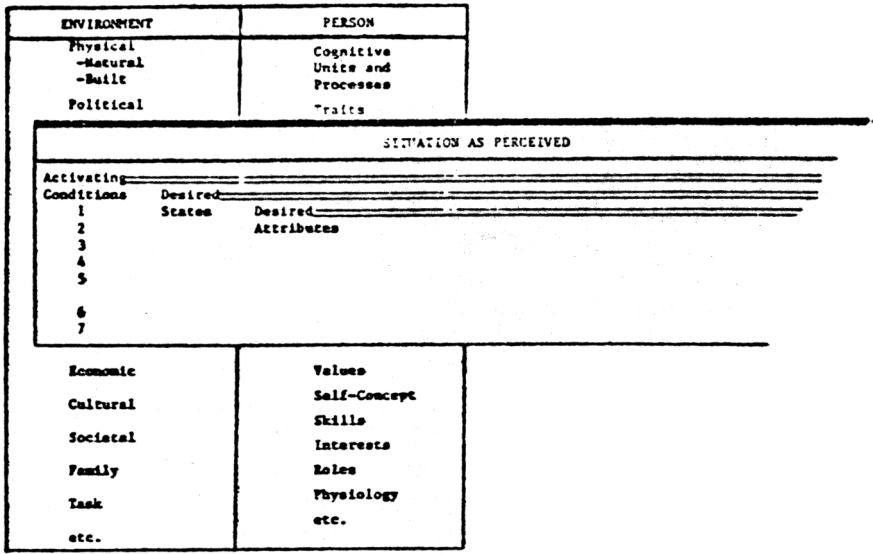 ENVIRONMENT PERSON
Physical Cognitive
-Natural Units and
-Built Processes
Political Traits
SITUATION AS PERCEIVED
Activating
Conditions Desired
1 States Desired
2 Attributes
3
4
5
6
7
Economic Values
Cultural Self-Concept
Skills
Societal Interests
Family Roles
Task Physiology
etc. etc.